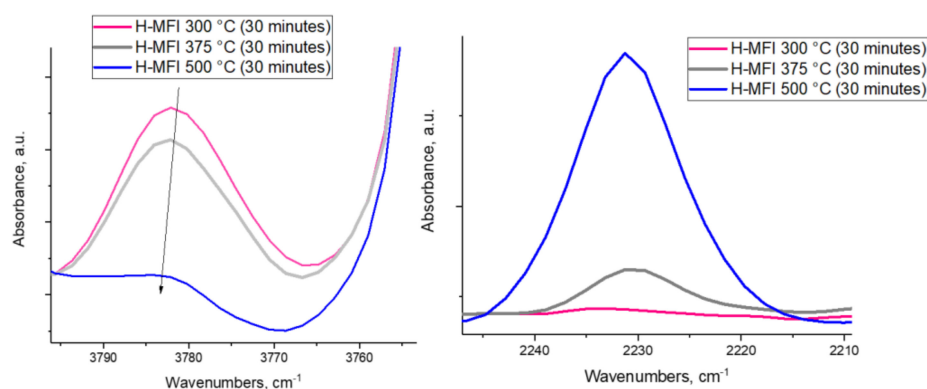 H-MFI 300 °C (30 minutes)
H-MFI 375 °C (30 minutes)
H-MFI 500 °C (30 minutes)
Absorbance, a.u.
3790
3780
3770
3760
Wavenumbers, cm-1
H-MFI 300 °C (30 minutes)
H-MFI 375 °C (30 minutes)
H-MFI 500 °C (30 minutes)
Absorbance, a.u.
2240
2230
2220
2210
Wavenumbers, cm-1